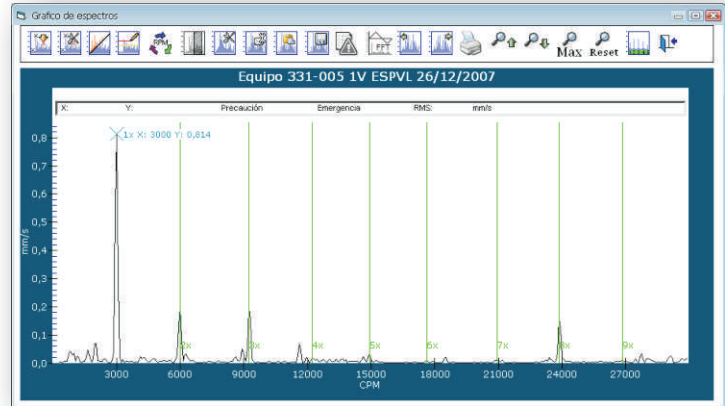 Grafico de espectros
RPM
FFT
Max
Reset
Equipo 331-005 1V ESPVL 26/12/2007
X: Y: Precaución Emergencia RMS: mm/s
1x X: 3000 Y: 0,814
0,8
0,7
0,6
0,5
mm/s
0,4
0,3
0,2
0,1
0,0
2x 3x 4x 5x 6x 7x 8x 9x
3000 6000 9000 12000 15000 18000 21000 24000 27000
CPM